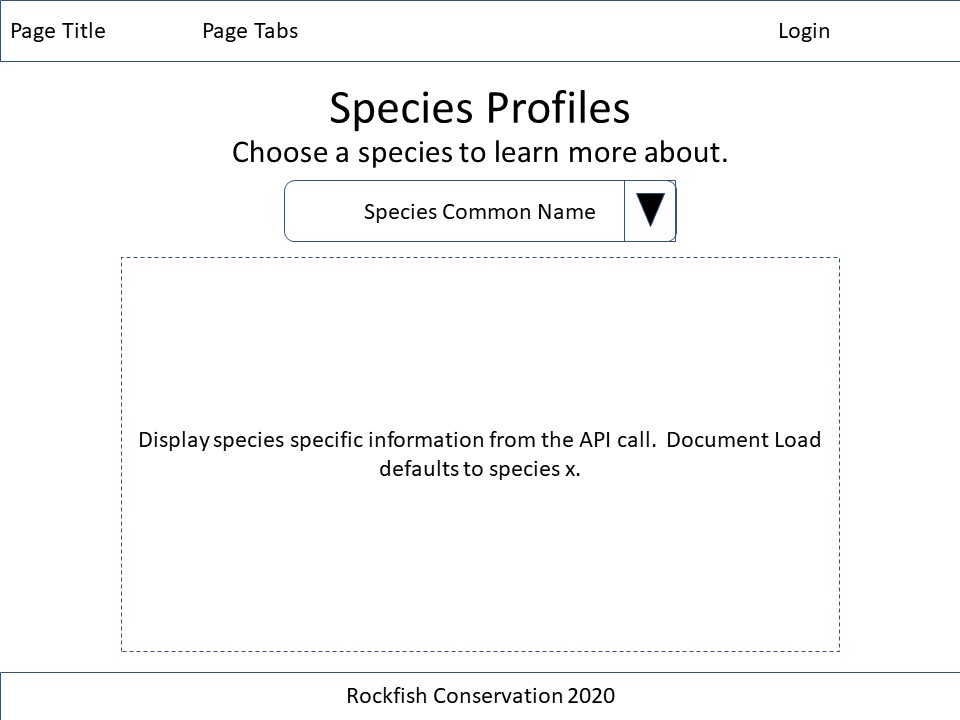 Page Title
Page Tabs
Login
Species Profiles
Choose a species to learn more about.
Species Common Name
Display species specific information from the API call.  Document Load
defaults to species x.
Rockfish Conservation 2020